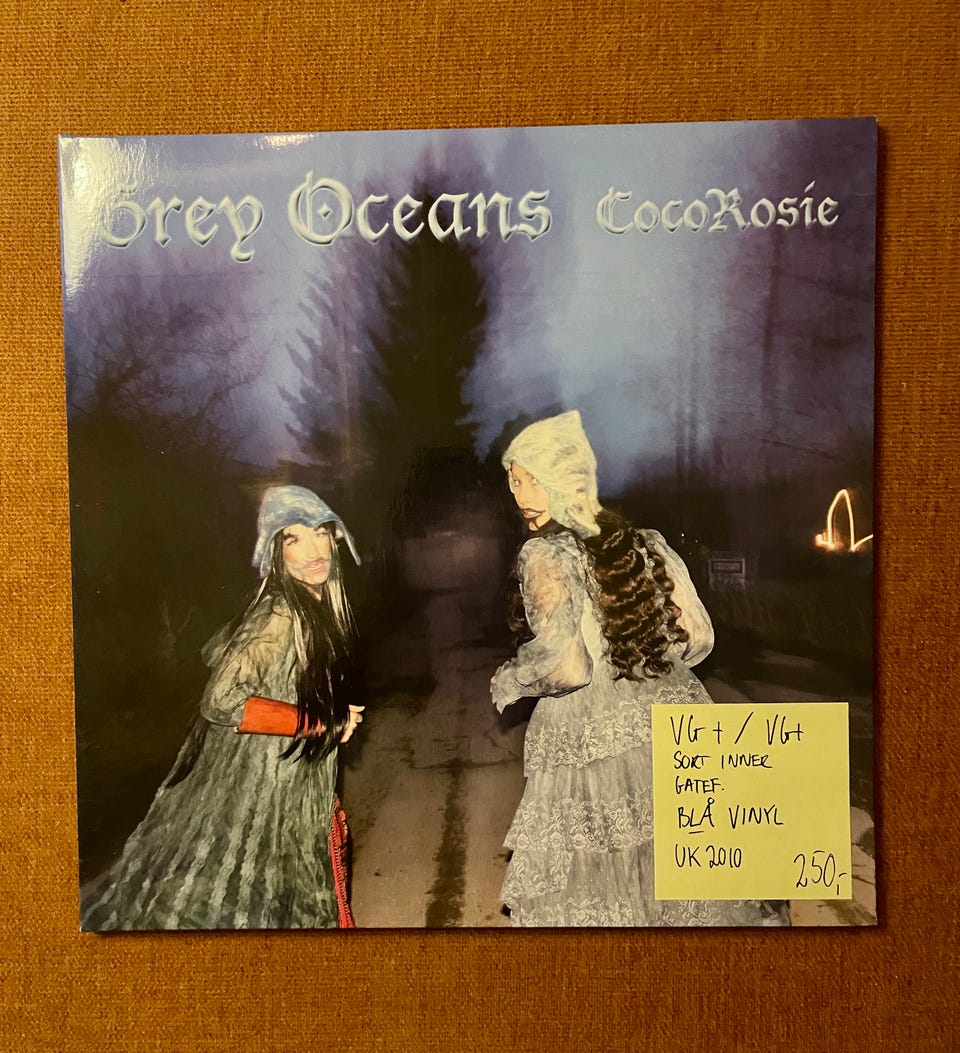 Grey Oceans CocoRosie
VG+ / VG+
SORT INNER
GATEF.
BLÅ VINYL
UK 2010
250,-